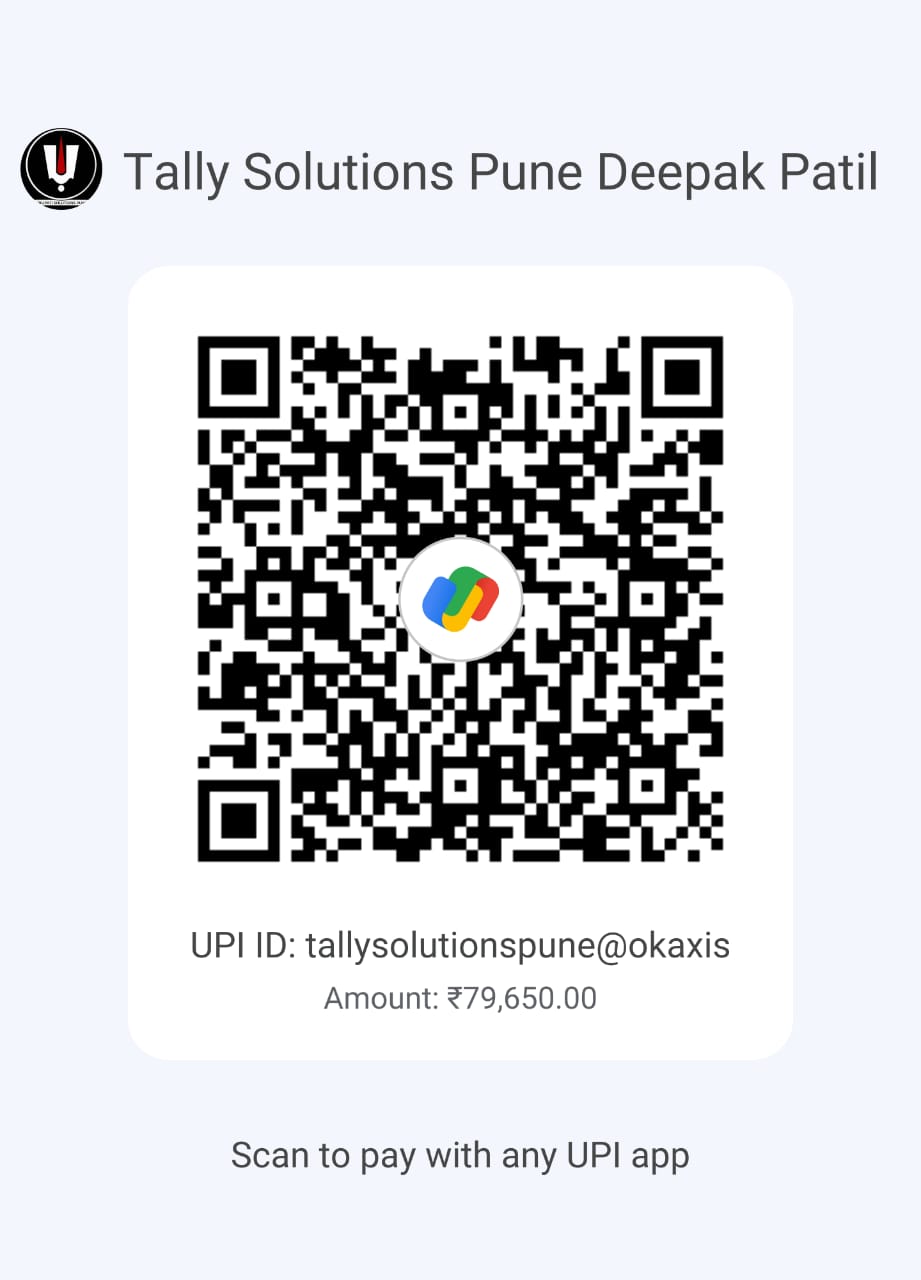 Tally Solutions Pune Deepak Patil
UPI ID: tallysolutionspune@okaxis
Amount: ₹79,650.00
Scan to pay with any UPI app